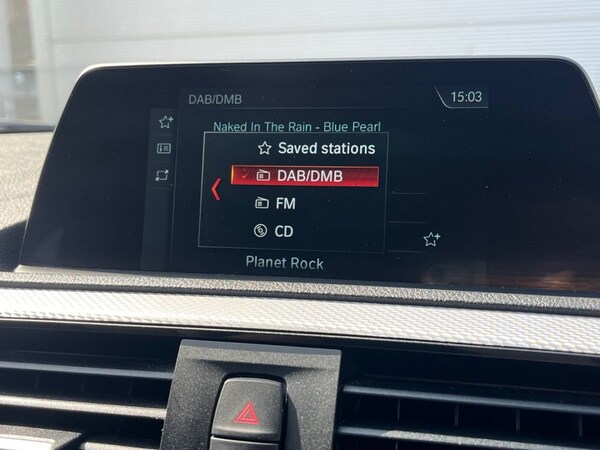 DAB/DMB
15:03
Naked In The Rain - Blue Pearl
Saved stations
DAB/DMB
FM
CD
Planet Rock